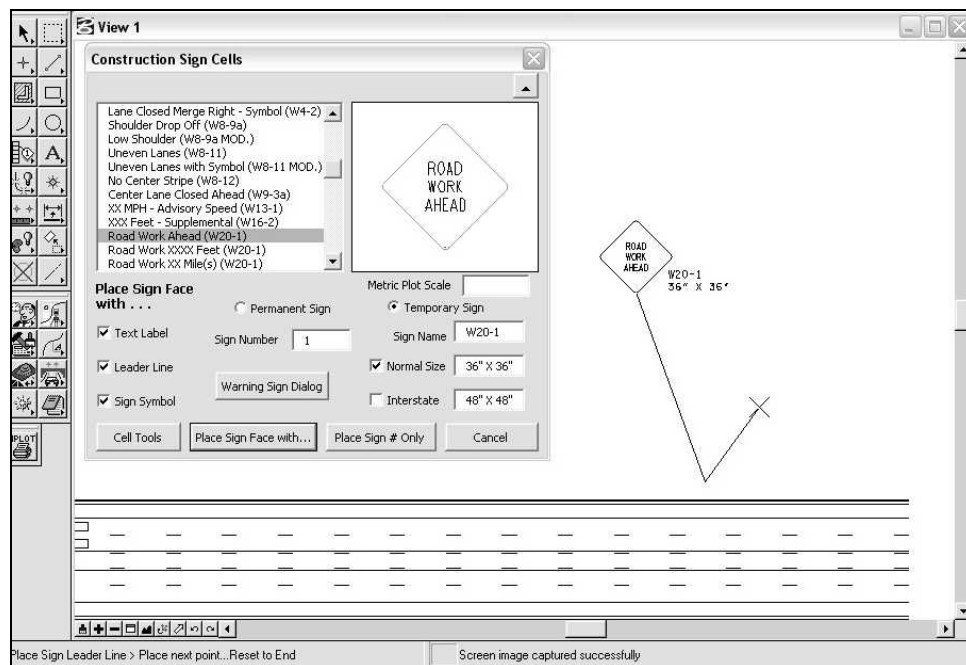 View 1
Construction Sign Cells
Lane Closed Merge Right - Symbol (W4-2)
Shoulder Drop Off (W8-9a)
Low Shoulder (W8-9a MOD.)
Uneven Lanes (W8-11)
Uneven Lanes with Symbol (W8-11 MOD.)
No Center Stripe (W8-12)
Center Lane Closed Ahead (W9-3a)
XX MPH - Advisory Speed (W13-1)
XXX Feet - Supplemental (W16-2)
Road Work Ahead (W20-1)
Road Work XXXX Feet (W20-1)
Road Work XX Mile(s) (W20-1)
ROAD
WORK
AHEAD
Place Sign Face
with . . .
Metric Plot Scale
Permanent Sign
Temporary Sign
Text Label
Sign Number 1
Sign Name W20-1
Leader Line
Normal Size 36" X 36"
Warning Sign Dialog
Sign Symbol
Interstate 48" X 48"
Cell Tools
Place Sign Face with...
Place Sign # Only
Cancel
ROAD
WORK
AHEAD
W20-1
36" X 36"
A
PLOT
Place Sign Leader Line > Place next point...Reset to End
Screen image captured successfully